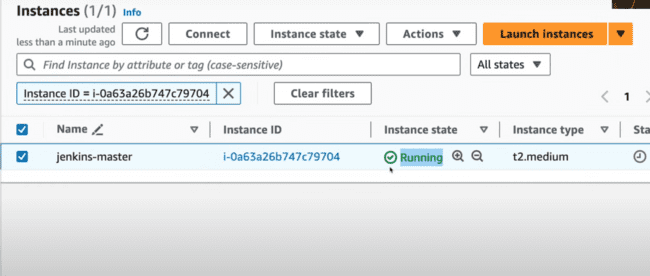 Instances (1/1) Info
Last updated
less than a minute ago
Connect
Instance state
Actions
Launch instances
Find Instance by attribute or tag (case-sensitive)
All states
Instance ID = i-0a63a26b747c79704
Clear filters
1
Name Instance ID Instance state Instance type
jenkins-master i-0a63a26b747c79704 Running t2.medium